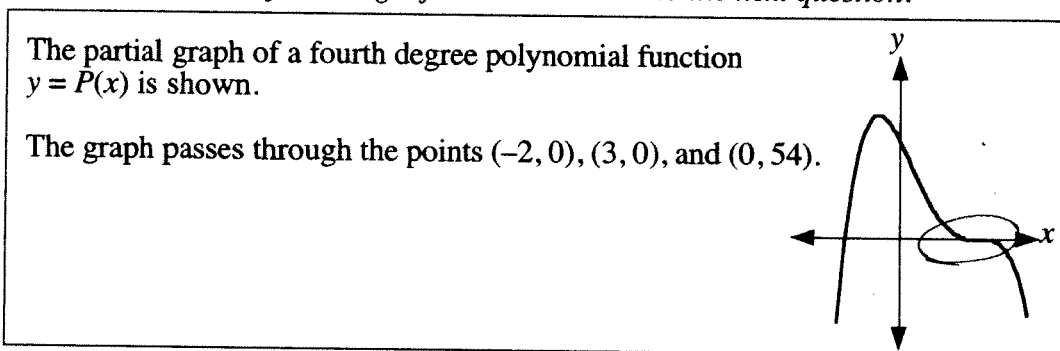 The partial graph of a fourth degree polynomial function
y = P(x) is shown.
The graph passes through the points (–2, 0), (3, 0), and (0, 54).
y
x